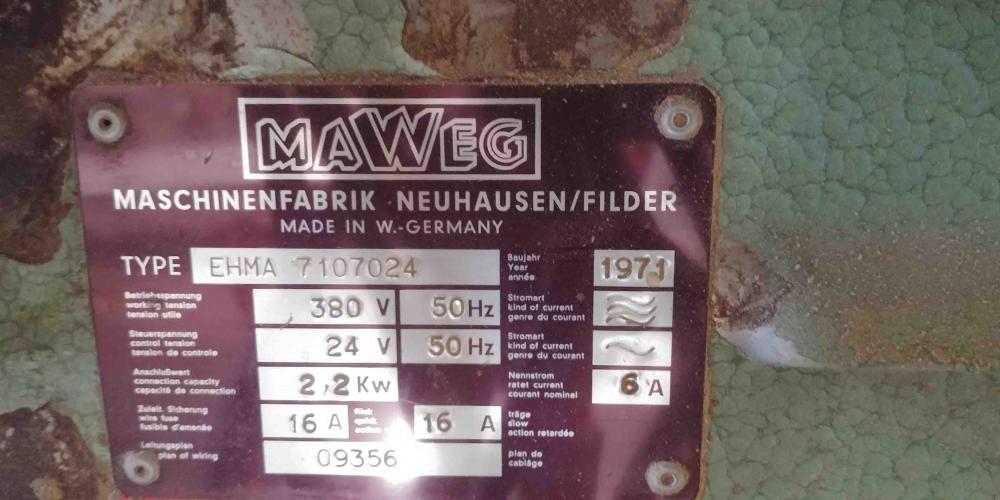 MAWEG
MASCHINENFABRIK · NEUHAUSEN/FILDER
MADE IN W.-GERMANY
TYPE EHMA 7107024 Baujahr Year année 1971
Betriebsspannung working tension tension utile 380 V 50 Hz Stromart kind of current genre du courant
Steuerspannung control tension tension de controle 24 V 50 Hz Stromart kind of current genre du courant
Anschlußwert connection capacity capacité de connection 2,2 Kw Nennstrom ratet current courant nominal 6 A
Zuleit. Sicherung wire fuse fusible d'amenée 16 A flink quick action 16 A träge slow action retardée
Leitungsplan plan of wiring 09356 plan de cablâge